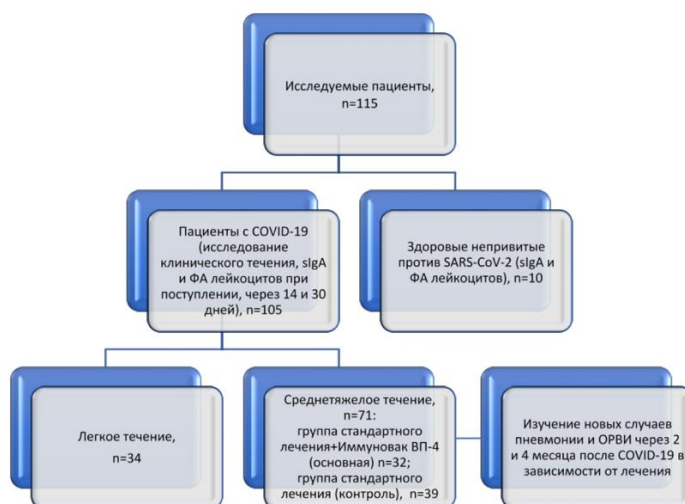 Исследуемые пациенты,
n=115
Пациенты с COVID-19
(исследование
клинического течения, sIgA
и ФА лейкоцитов при
поступлении, через 14 и 30
дней), n=105
Здоровые непривитые
против SARS-CoV-2 (sIgA и
ФА лейкоцитов), n=10
Легкое течение,
n=34
Среднетяжелое течение,
n=71:
группа стандартного
лечения+Иммуновак ВП-4
(основная) n=32;
группа стандартного
лечения (контроль), n=39
Изучение новых случаев
пневмонии и ОРВИ через 2
и 4 месяца после COVID-19 в
зависимости от лечения